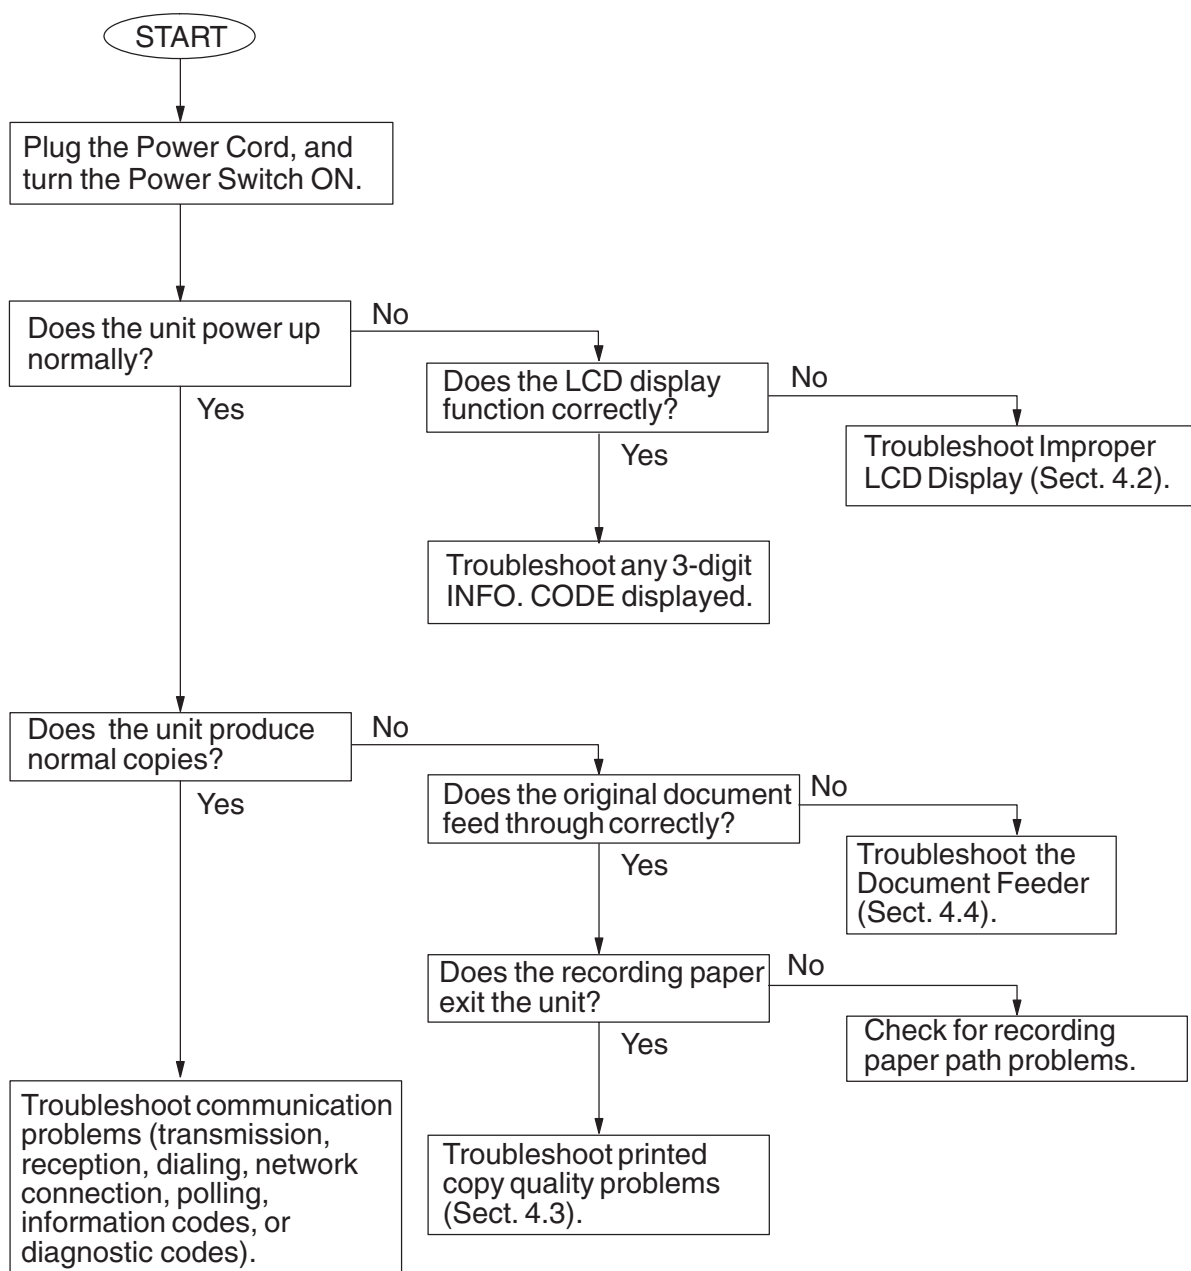 START
Plug the Power Cord, and
turn the Power Switch ON.
Does the unit power up
normally?
No
Yes
Does the LCD display
function correctly?
No
Yes
Troubleshoot Improper
LCD Display (Sect. 4.2).
Troubleshoot any 3-digit
INFO. CODE displayed.
Does the unit produce
normal copies?
No
Yes
Does the original document
feed through correctly?
No
Yes
Troubleshoot the
Document Feeder
(Sect. 4.4).
Does the recording paper
exit the unit?
No
Yes
Check for recording
paper path problems.
Troubleshoot communication
problems (transmission,
reception, dialing, network
connection, polling,
information codes, or
diagnostic codes).
Troubleshoot printed
copy quality problems
(Sect. 4.3).